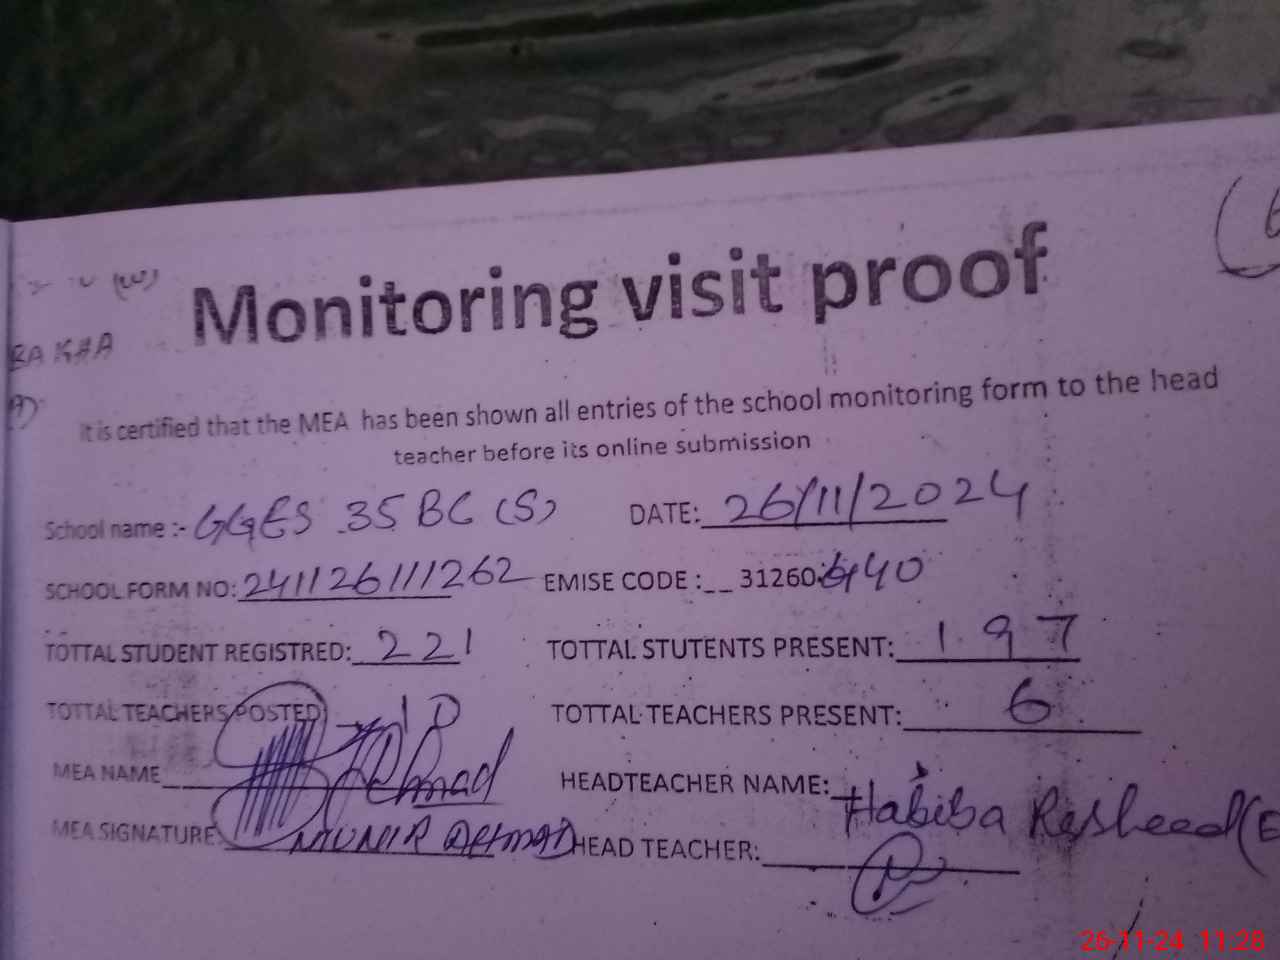 Monitoring visit proof
it is certified that the MEA has been shown all entries of the school monitoring form to the head
teacher before its online submission
School name :- GGES 35 BC (S) DATE: 26/11/2024
SCHOOL FORM NO: 241126111262 EMISE CODE :__ 31260640
TOTTAL STUDENT REGISTRED: 221 TOTTAL STUTENTS PRESENT: 197
TOTTAL TEACHERS POSTED 10 TOTTAL TEACHERS PRESENT: 6
MEA NAME Ahmad HEADTEACHER NAME: Habiba Rasheed (E
MEA SIGNATURE MUNIR AHMAD HEAD TEACHER:
26-11-24 11:28